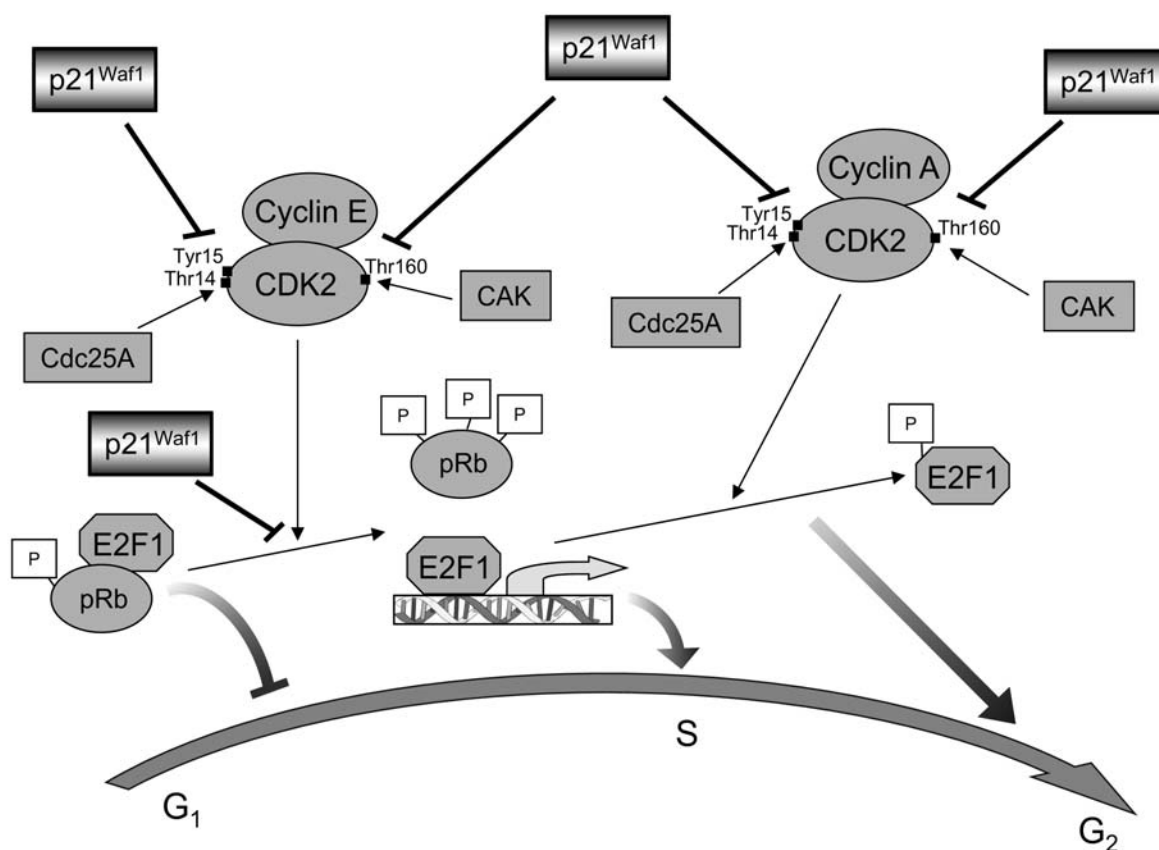 p21Waf1
p21Waf1
p21Waf1
Cyclin E
Tyr15
Thr14
CDK2
Thr160
Cdc25A
CAK
Cyclin A
Tyr15
Thr14
CDK2
Thr160
Cdc25A
CAK
p21Waf1
P
E2F1
pRb
P
P
P
pRb
E2F1
P
E2F1
G1
S
G2